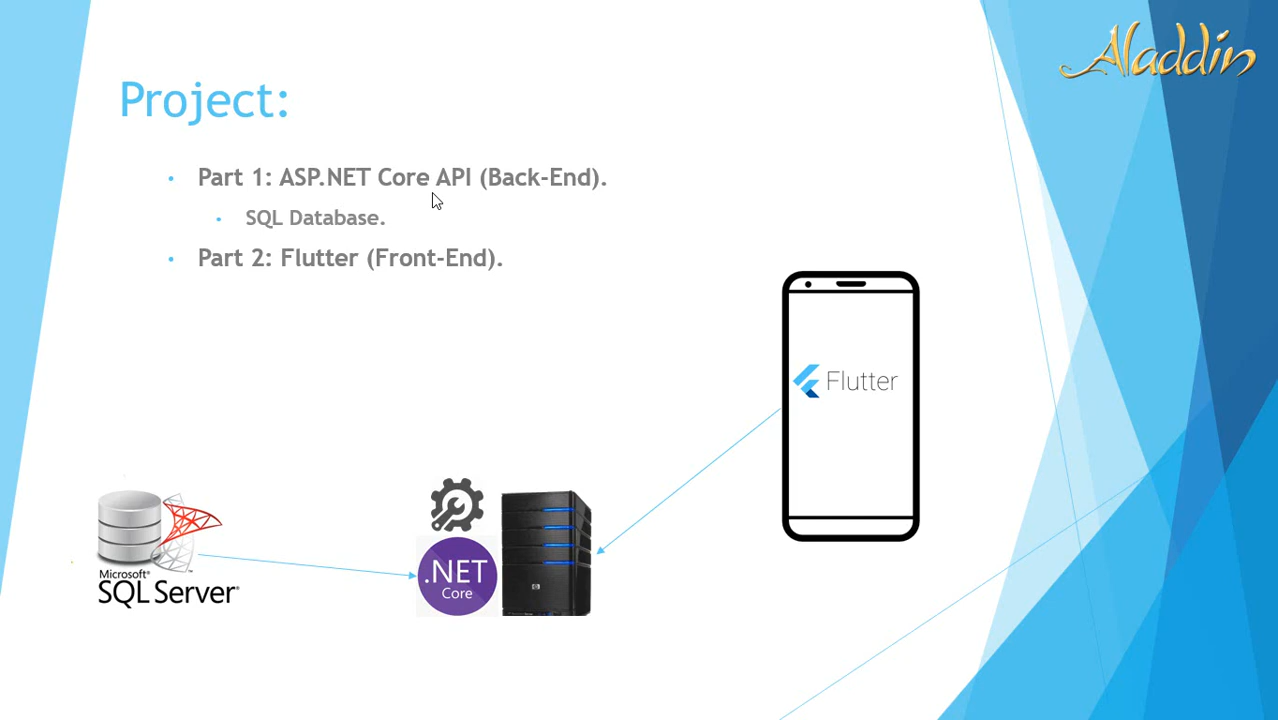 Aladdin
Project:
• Part 1: ASP.NET Core API (Back-End).
• SQL Database.
• Part 2: Flutter (Front-End).
Flutter
Microsoft®
SQL Server®
.NET
Core